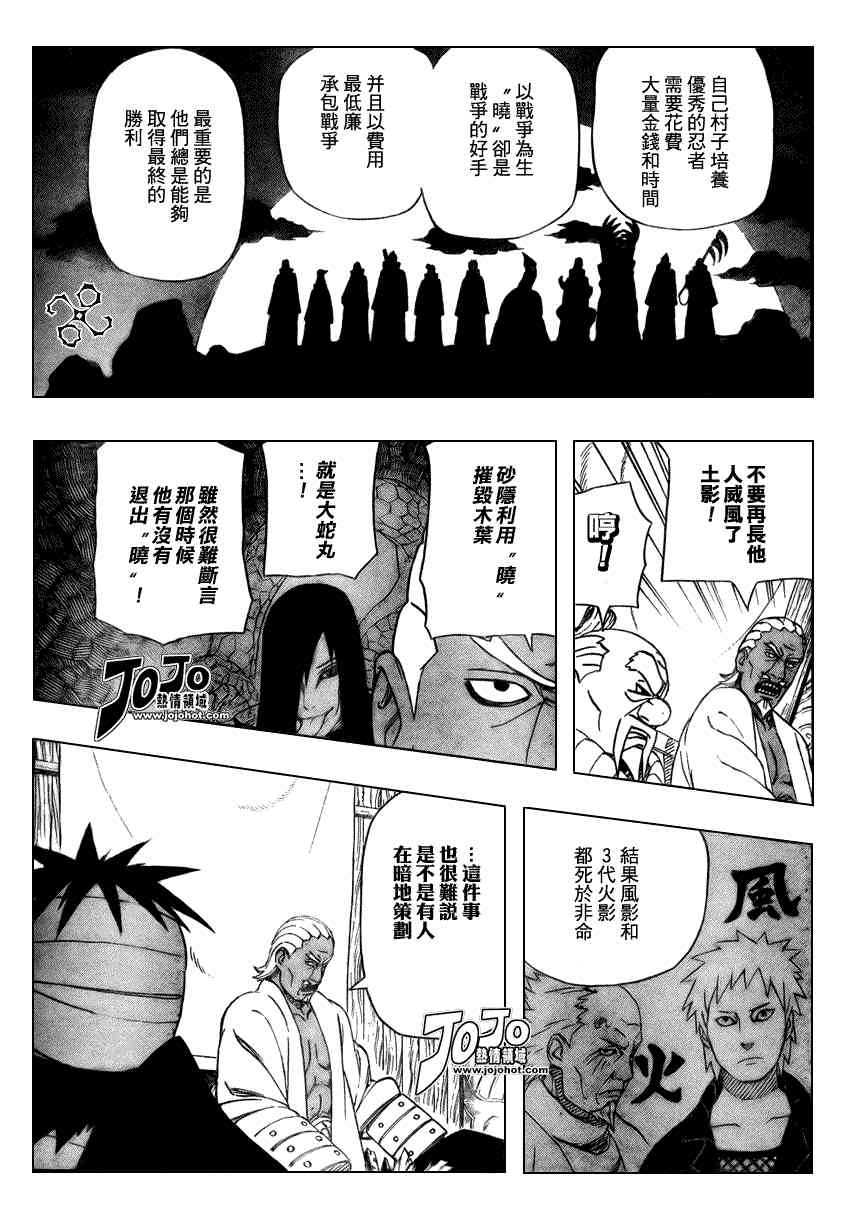 自己村子培養
優秀的忍者
需要花費
大量金錢和時間
以戰爭為生
〝曉〞卻是
戰爭的好手
并且以費用
最低廉
承包戰爭
最重要的是
他們總是能夠
取得最終的
勝利
不要再長他
人威風了
土影！
哼！
砂隱利用〝曉〞
摧毀木葉
就是大蛇丸
…！
雖然很難斷言
那個時候
他有沒有
退出〝曉〞！
JOJO
熱情領域
www.jojohot.com
結果風影和
3代火影
都死於非命
風
火
…這件事
也很難說
是不是有人
在暗地策劃
JOJO
熱情領域
www.jojohot.com